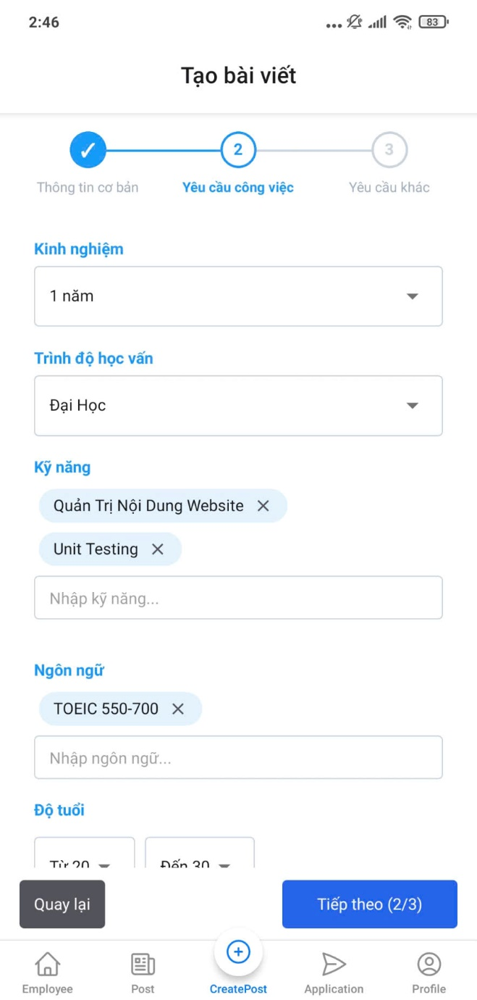 2:46
83
Tạo bài viết
2
3
Thông tin cơ bản
Yêu cầu công việc
Yêu cầu khác
Kinh nghiệm
1 năm
Trình độ học vấn
Đại Học
Kỹ năng
Quản Trị Nội Dung Website
Unit Testing
Nhập kỹ năng...
Ngôn ngữ
TOEIC 550-700
Nhập ngôn ngữ...
Độ tuổi
Từ 20
Đến 30
Quay lại
Tiếp theo (2/3)
Employee
Post
CreatePost
Application
Profile